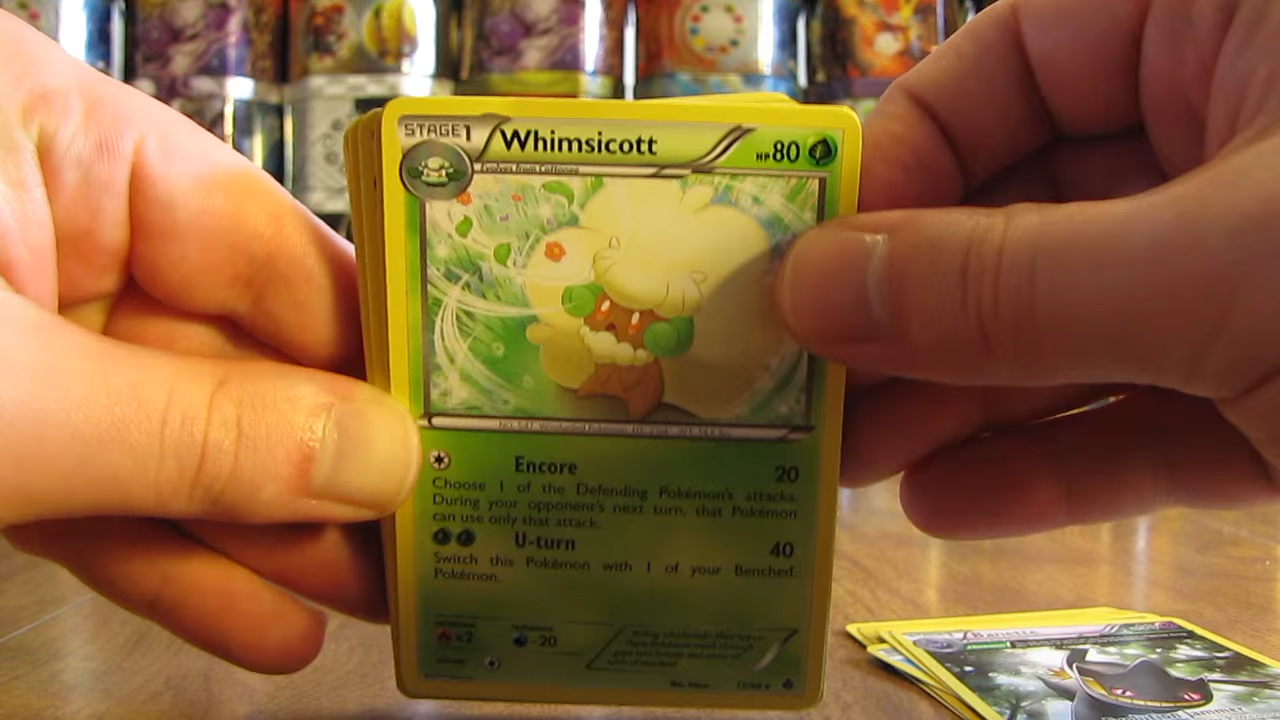 STAGE1 Whimsicott HP80
Evolves from Cottonee
Encore 20
Choose 1 of the Defending Pokémon's attacks.
During your opponent's next turn, that Pokémon
can use only that attack.
U-turn 40
Switch this Pokémon with 1 of your Benched
Pokémon.
×2 -20
Banette
Jammer